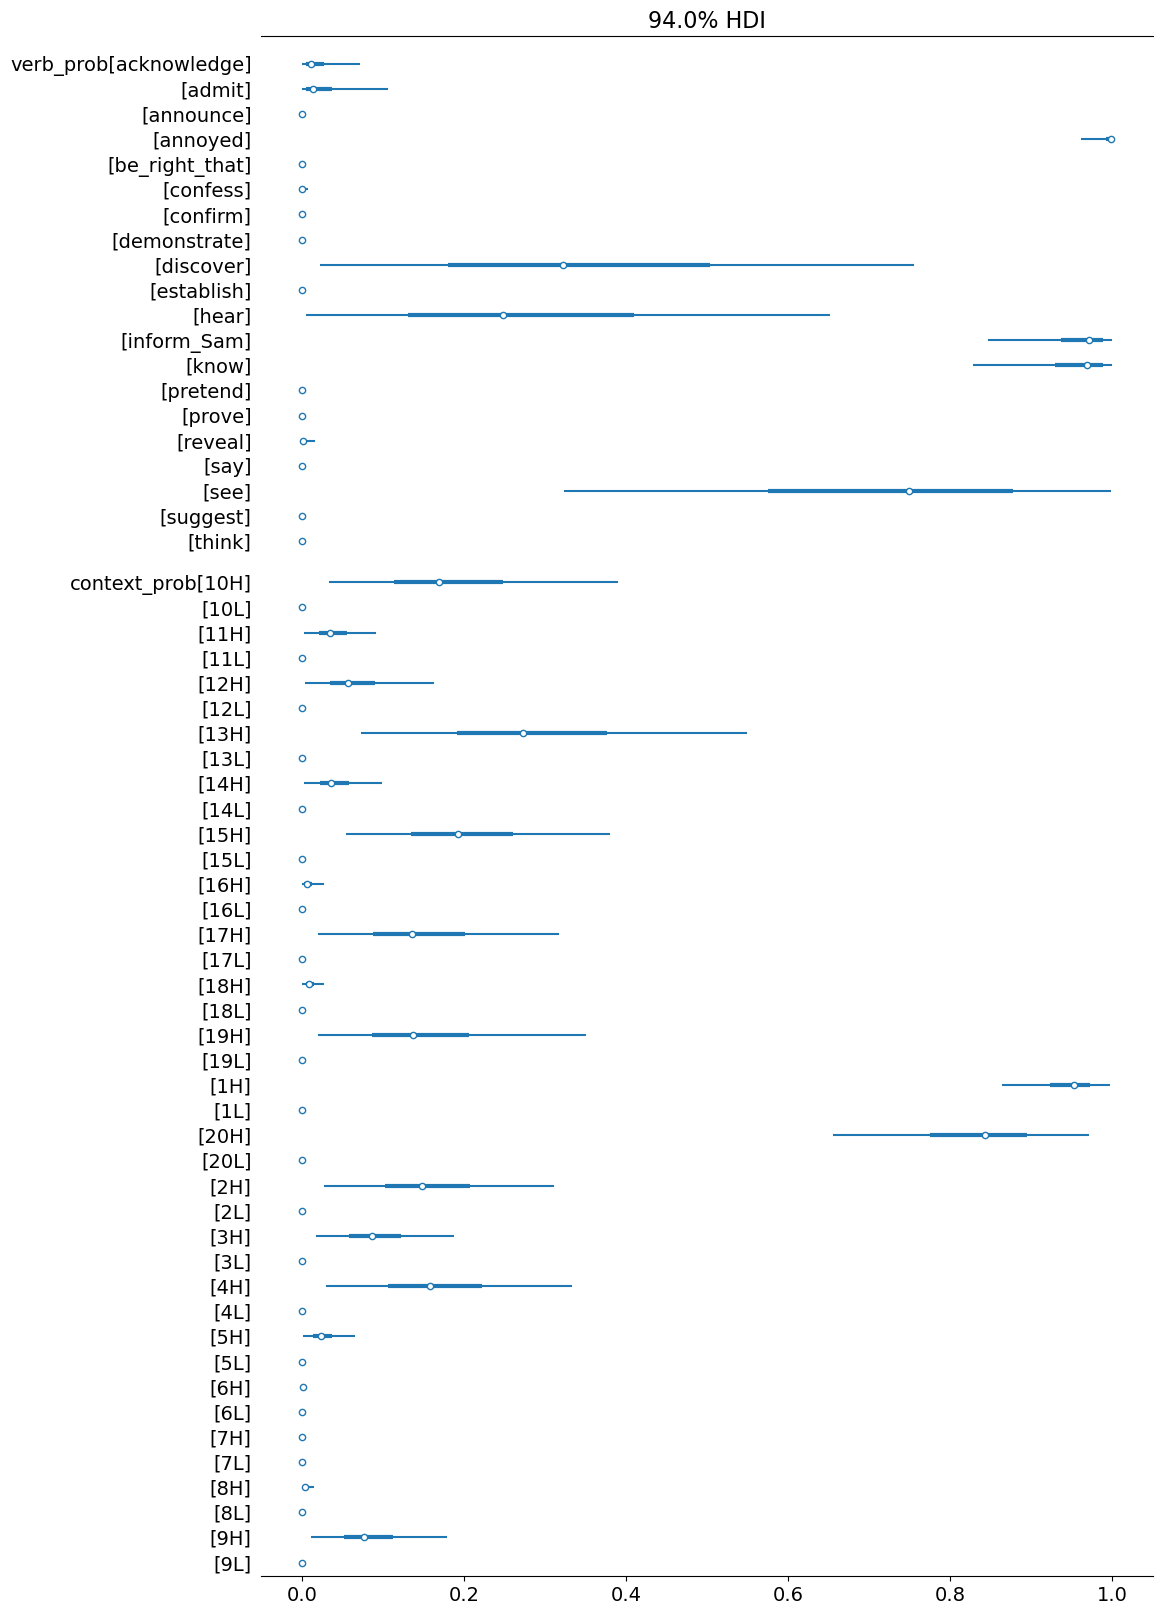 94.0% HDI
verb_prob[acknowledge]
[admit]
[announce]
[annoyed]
[be_right_that]
[confess]
[confirm]
[demonstrate]
[discover]
[establish]
[hear]
[inform_Sam]
[know]
[pretend]
[prove]
[reveal]
[say]
[see]
[suggest]
[think]
context_prob[10H]
[10L]
[11H]
[11L]
[12H]
[12L]
[13H]
[13L]
[14H]
[14L]
[15H]
[15L]
[16H]
[16L]
[17H]
[17L]
[18H]
[18L]
[19H]
[19L]
[1H]
[1L]
[20H]
[20L]
[2H]
[2L]
[3H]
[3L]
[4H]
[4L]
[5H]
[5L]
[6H]
[6L]
[7H]
[7L]
[8H]
[8L]
[9H]
[9L]
0.0 0.2 0.4 0.6 0.8 1.0